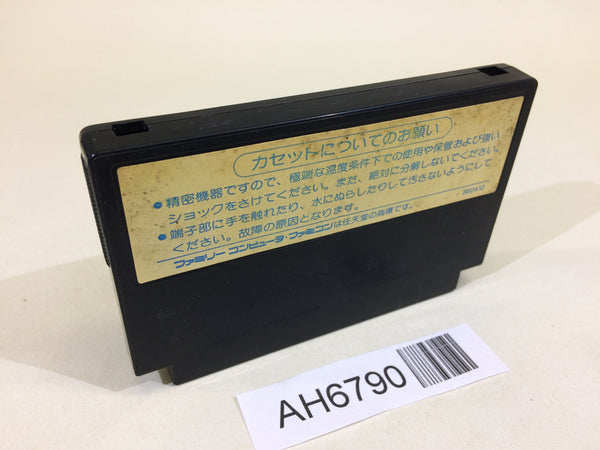 カセットについてのお願い
● 精密機器ですので、極端な温度条件下での使用や保管および強い
ショックをさけてください。また、絶対に分解しないでください。
● 端子部に手を触れたり、水にぬらしたりして汚さないようにして
ください。故障の原因となります。
ファミリーコンピュータ・ファミコンは任天堂の商標です。
AH6790